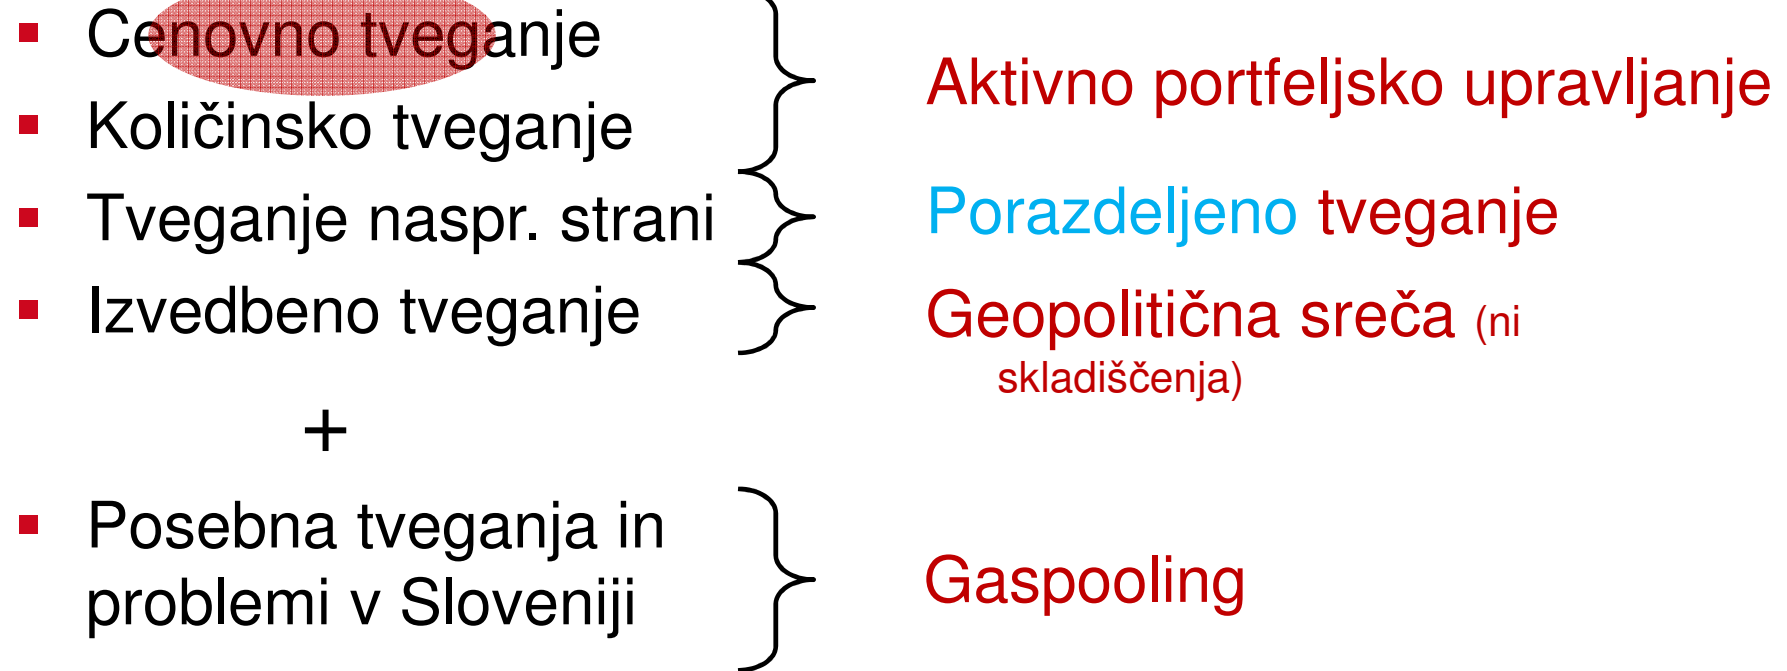 Cenovno tveganje
Količinsko tveganje
Aktivno portfeljsko upravljanje
Tveganje naspr. strani
Porazdeljeno tveganje
Izvedbeno tveganje
Geopolitična sreča (ni
skladiščenja)
+
Posebna tveganja in
problemi v Sloveniji
Gaspooling